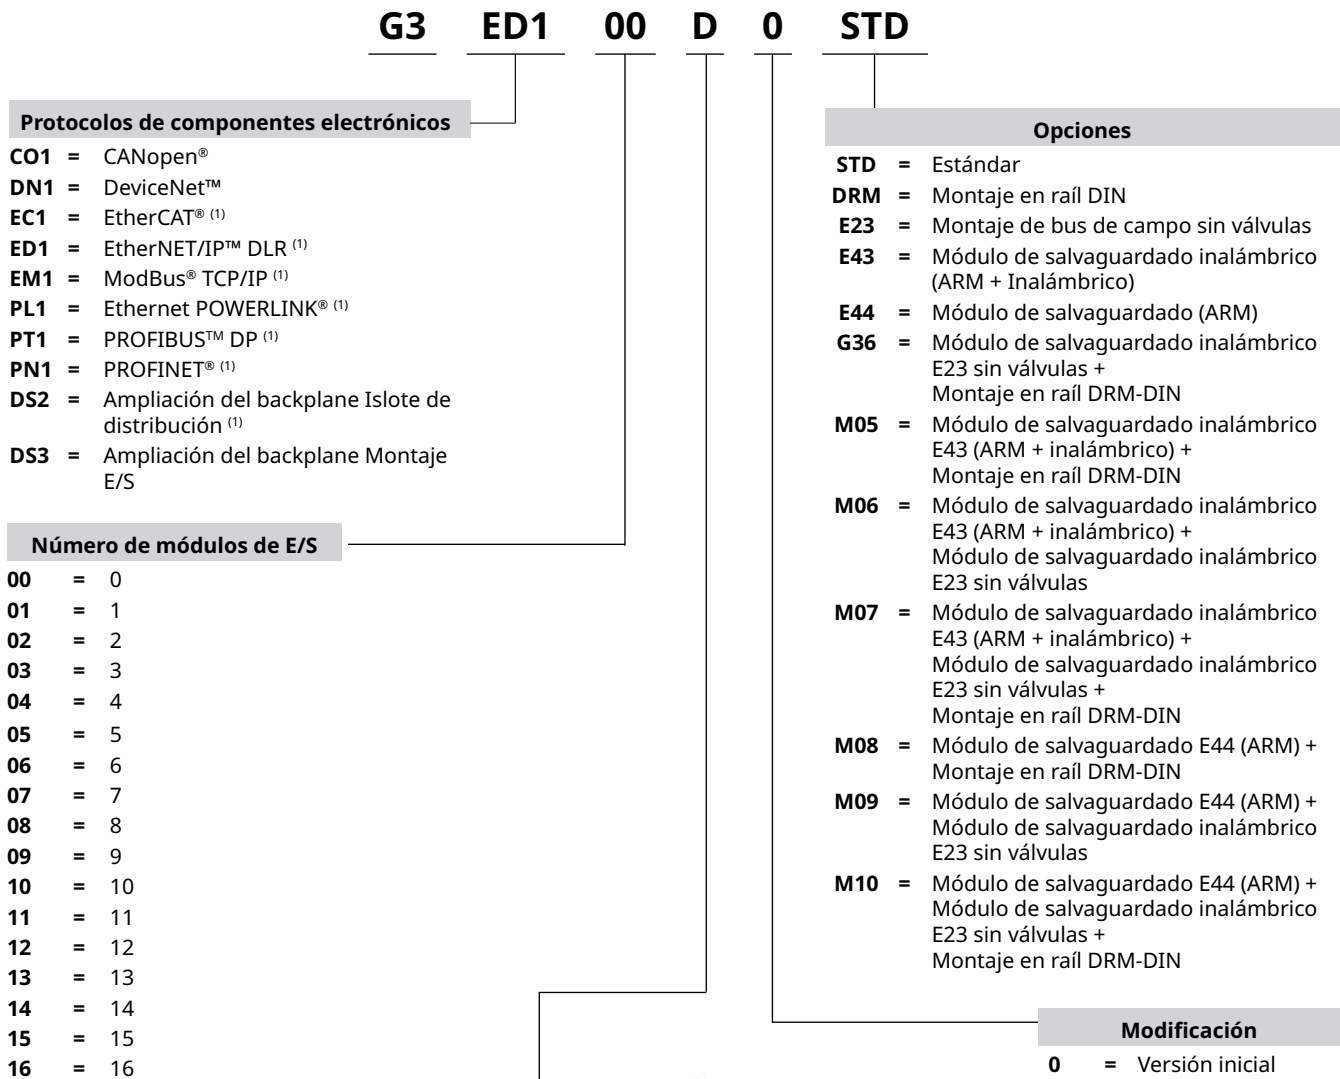 G3 ED1 00 D 0 STD
Protocolos de componentes electrónicos
CO1 = CANopen®
DN1 = DeviceNet™
EC1 = EtherCAT® (1)
ED1 = EtherNET/IP™ DLR (1)
EM1 = ModBus® TCP/IP (1)
PL1 = Ethernet POWERLINK® (1)
PT1 = PROFIBUS™ DP (1)
PN1 = PROFINET® (1)
DS2 = Ampliación del backplane Islote de
distribución (1)
DS3 = Ampliación del backplane Montaje
E/S
Número de módulos de E/S
00 = 0
01 = 1
02 = 2
03 = 3
04 = 4
05 = 5
06 = 6
07 = 7
08 = 8
09 = 9
10 = 10
11 = 11
12 = 12
13 = 13
14 = 14
15 = 15
16 = 16
Opciones
STD = Estándar
DRM = Montaje en raíl DIN
E23 = Montaje de bus de campo sin válvulas
E43 = Módulo de salvaguardado inalámbrico
(ARM + Inalámbrico)
E44 = Módulo de salvaguardado (ARM)
G36 = Módulo de salvaguardado inalámbrico
E23 sin válvulas +
Montaje en raíl DRM-DIN
M05 = Módulo de salvaguardado inalámbrico
E43 (ARM + inalámbrico) +
Montaje en raíl DRM-DIN
M06 = Módulo de salvaguardado inalámbrico
E43 (ARM + inalámbrico) +
Módulo de salvaguardado inalámbrico
E23 sin válvulas
M07 = Módulo de salvaguardado inalámbrico
E43 (ARM + inalámbrico) +
Módulo de salvaguardado inalámbrico
E23 sin válvulas +
Montaje en raíl DRM-DIN
M08 = Módulo de salvaguardado E44 (ARM) +
Montaje en raíl DRM-DIN
M09 = Módulo de salvaguardado E44 (ARM) +
Módulo de salvaguardado inalámbrico
E23 sin válvulas
M10 = Módulo de salvaguardado E44 (ARM) +
Módulo de salvaguardado inalámbrico
E23 sin válvulas +
Montaje en raíl DRM-DIN
Modificación
0 = Versión inicial